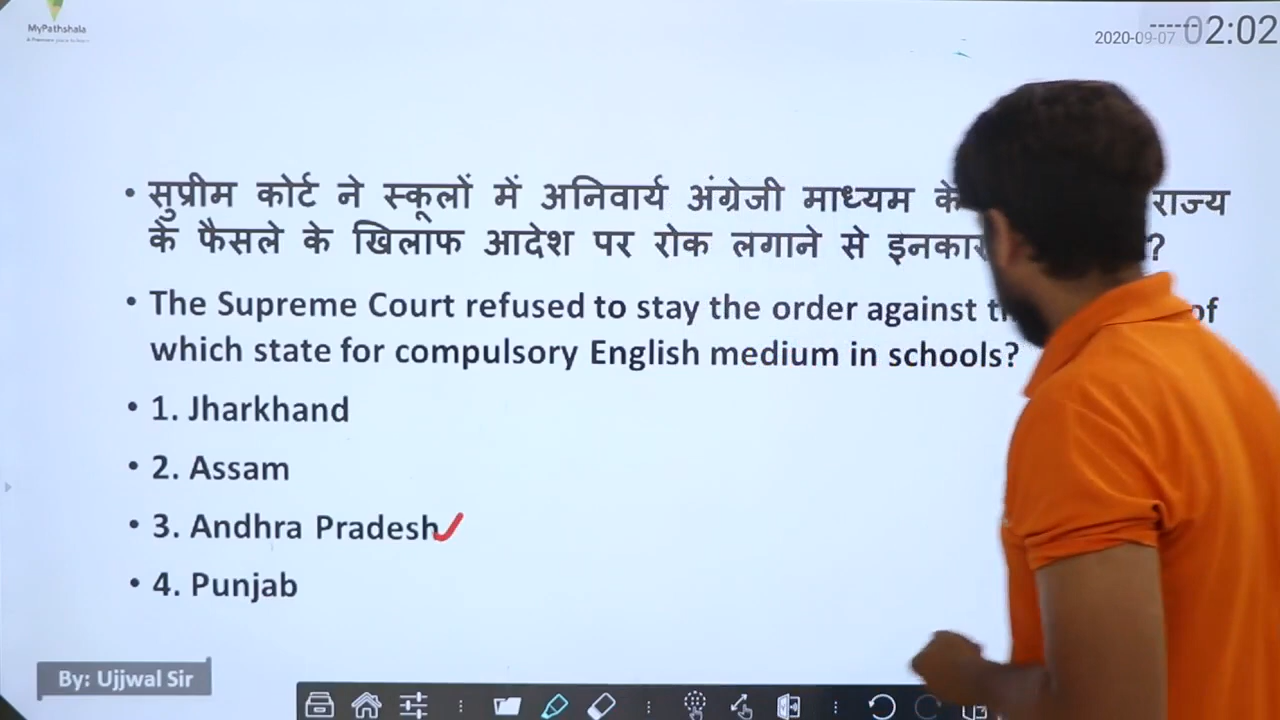 MyPathshala
2020-09-07 02:02
• सुप्रीम कोर्ट ने स्कूलों में अनिवार्य अंग्रेजी माध्यम के राज्य
के फैसले के खिलाफ आदेश पर रोक लगाने से इनकार ?
• The Supreme Court refused to stay the order against of
which state for compulsory English medium in schools?
• 1. Jharkhand
• 2. Assam
• 3. Andhra Pradesh
• 4. Punjab
By: Ujjwal Sir